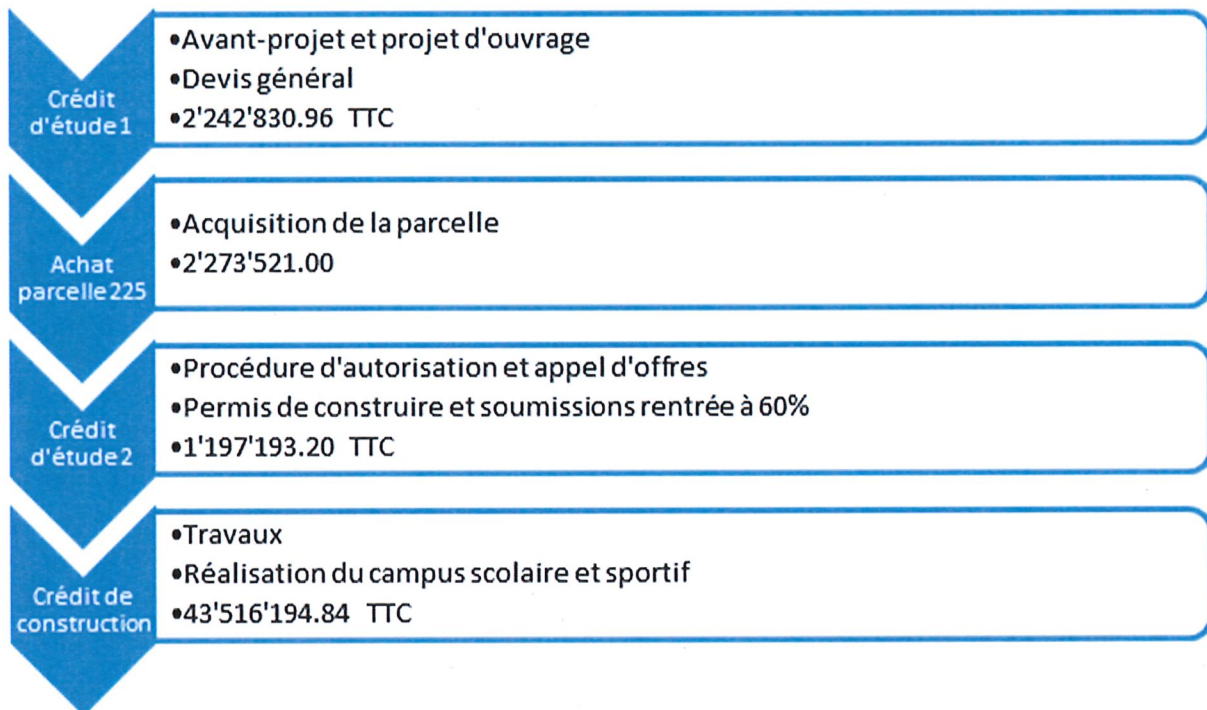 Crédit
d'étude 1
•Avant-projet et projet d'ouvrage
•Devis général
•2'242'830.96 TTC
Achat
parcelle 225
•Acquisition de la parcelle
•2'273'521.00
Crédit
d'étude 2
•Procédure d'autorisation et appel d'offres
•Permis de construire et soumissions rentrée à 60%
•1'197'193.20 TTC
Crédit de
construction
•Travaux
•Réalisation du campus scolaire et sportif
•43'516'194.84 TTC